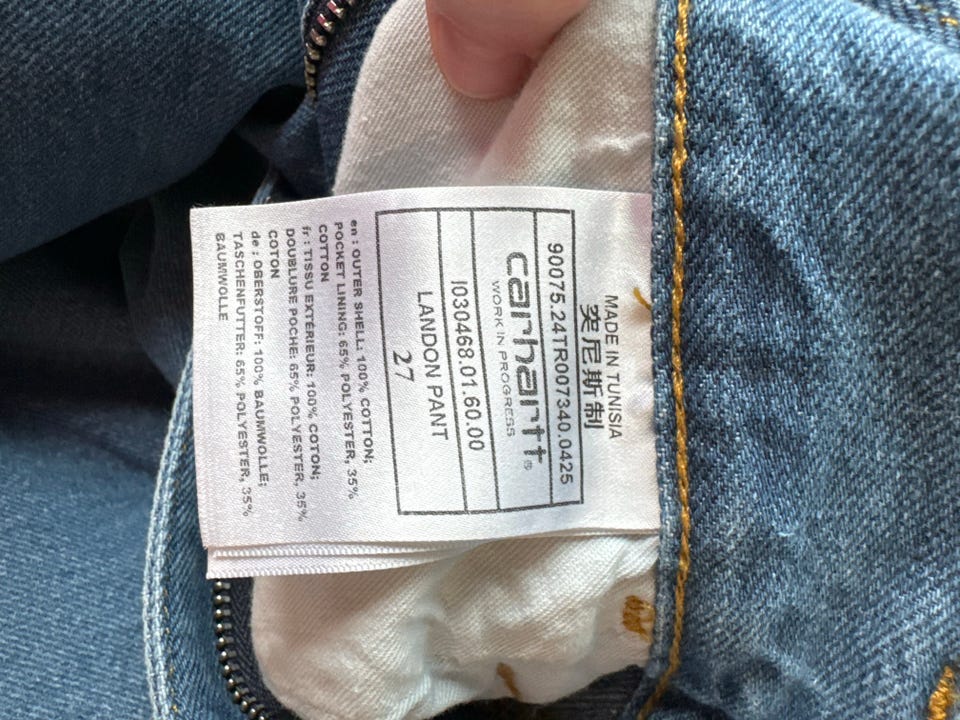 MADE IN TUNISIA
突尼斯制
90075.24TR007340.0425
carhartt®
WORK IN PROGRESS
I030468.01.60.00
LANDON PANT
27
en : OUTER SHELL: 100% COTTON;
POCKET LINING: 65% POLYESTER, 35%
COTTON
fr : TISSU EXTÉRIEUR: 100% COTON;
DOUBLURE POCHE: 65% POLYESTER, 35%
COTON
de : OBERSTOFF: 100% BAUMWOLLE;
TASCHENFUTTER: 65% POLYESTER, 35%
BAUMWOLLE